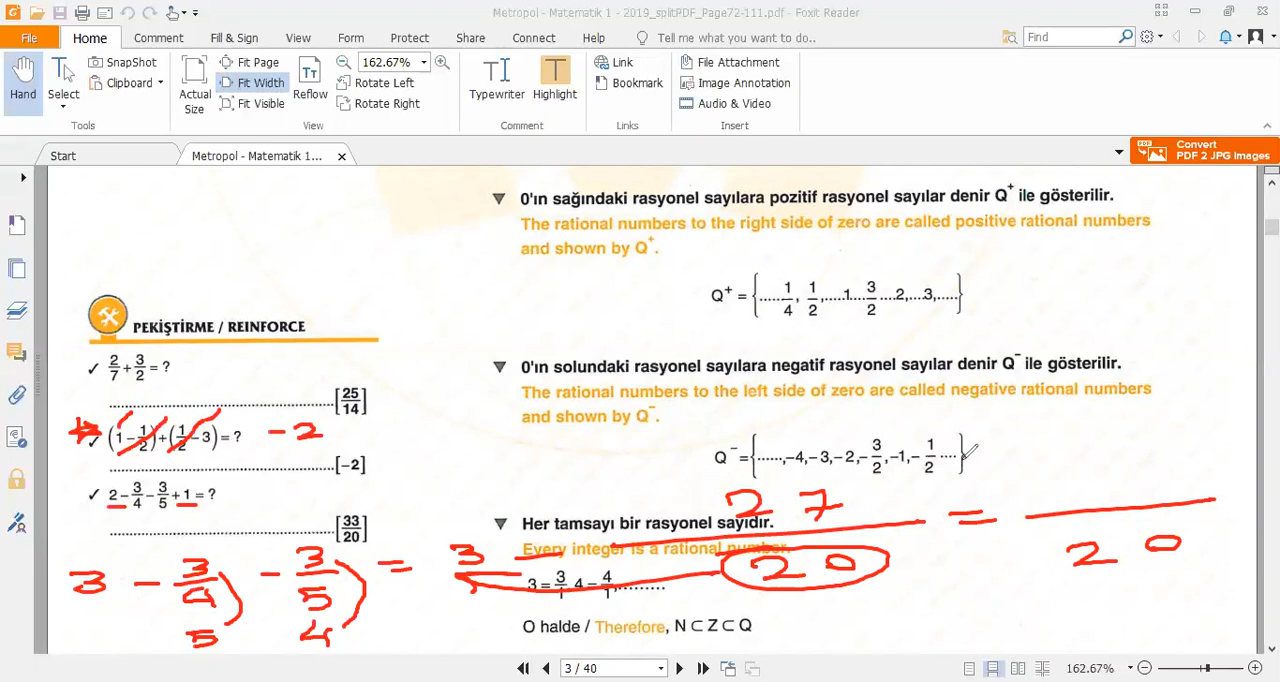 Metropol - Matematik 1 - 2019_splitPDF_Page72-111.pdf - Foxit Reader
File Home Comment Fill & Sign View Form Protect Share Connect Help Tell me what you want to do.. Find
Hand Select SnapShot Clipboard Actual Size Fit Page Fit Width Fit Visible Reflow 162.67% Rotate Left Rotate Right Typewriter Highlight Link Bookmark File Attachment Image Annotation Audio & Video
Tools View Comment Links Insert
Start Metropol - Matematik 1... Convert PDF 2 JPG Images
0'ın sağındaki rasyonel sayılara pozitif rasyonel sayılar denir Q⁺ ile gösterilir.
The rational numbers to the right side of zero are called positive rational numbers
and shown by Q⁺.
Q⁺ = {.....1/4, 1/2,.....1....3/2....2,...3,....}
PEKİŞTİRME / REINFORCE
✓ 2/7 + 3/2 = ?
[25/14]
✓ (1 - 1/2) + (1/2 - 3) = ? -2
[-2]
✓ 2 - 3/4 - 3/5 + 1 = ?
[33/20]
0'ın solundaki rasyonel sayılara negatif rasyonel sayılar denir Q⁻ ile gösterilir.
The rational numbers to the left side of zero are called negative rational numbers
and shown by Q⁻.
Q⁻ = {......,-4,-3,-2,-3/2,-1,-1/2 ....}
Her tamsayı bir rasyonel sayıdır.
Every integer is a rational number.
3 = 3/1 4 - 4/1 ..........
O halde / Therefore, N ⊂ Z ⊂ Q
3 - 3/4 - 3/5 = 3 - 27/20 = /20
5 4
3 / 40 162.67%